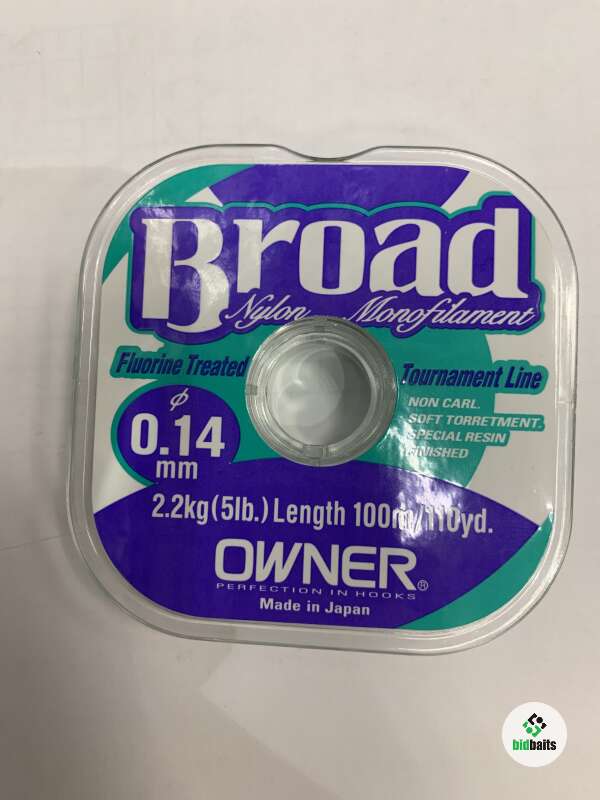 Broad
Nylon Monofilament
Fluorine Treated
Tournament Line
NON CARL.
SOFT TORRETMENT.
SPECIAL RESIN
FINISHED
φ
0.14
mm
2.2kg(5lb.) Length 100m/110yd.
OWNER®
PERFECTION IN HOOKS
Made in Japan
bidbaits